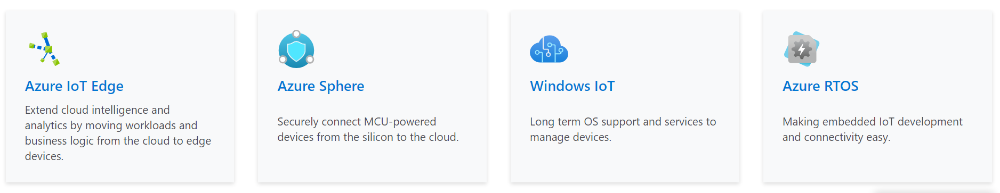 Azure IoT Edge
Extend cloud intelligence and
analytics by moving workloads and
business logic from the cloud to edge
devices.
Azure Sphere
Securely connect MCU-powered
devices from the silicon to the cloud.
Windows IoT
Long term OS support and services to
manage devices.
Azure RTOS
Making embedded IoT development
and connectivity easy.